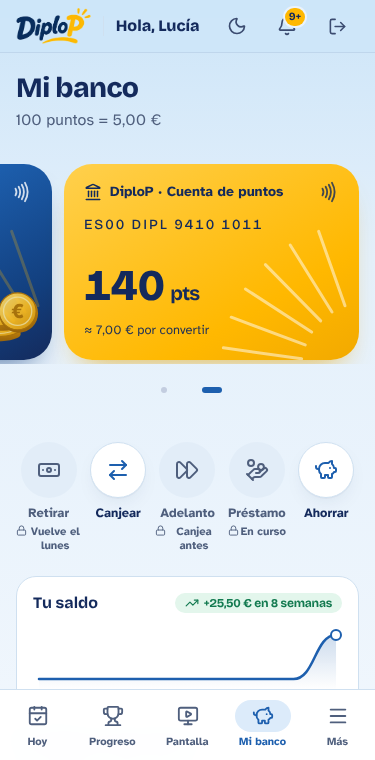 DiploP
Hola, Lucía
9+
Mi banco
100 puntos = 5,00 €
€
DiploP · Cuenta de puntos
ES00 DIPL 9410 1011
140 pts
≈ 7,00 € por convertir
Retirar
Vuelve el
lunes
Canjear
Adelanto
Canjea
antes
Préstamo
En curso
Ahorrar
Tu saldo
+25,50 € en 8 semanas
Hoy
Progreso
Pantalla
Mi banco
Más